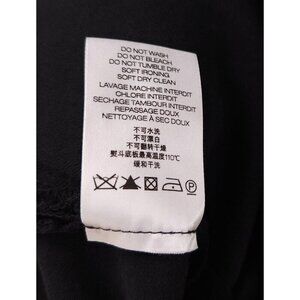 DO NOT WASH
DO NOT BLEACH
DO NOT TUMBLE DRY
SOFT IRONING
SOFT DRY CLEAN
LAVAGE MACHINE INTERDIT
CHLORE INTERDIT
SECHAGE TAMBOUR INTERDIT
REPASSAGE DOUX
NETTOYAGE À SEC DOUX
不可水洗
不可漂白
不可翻转干燥
熨斗底板最高温度110℃
缓和干洗
P